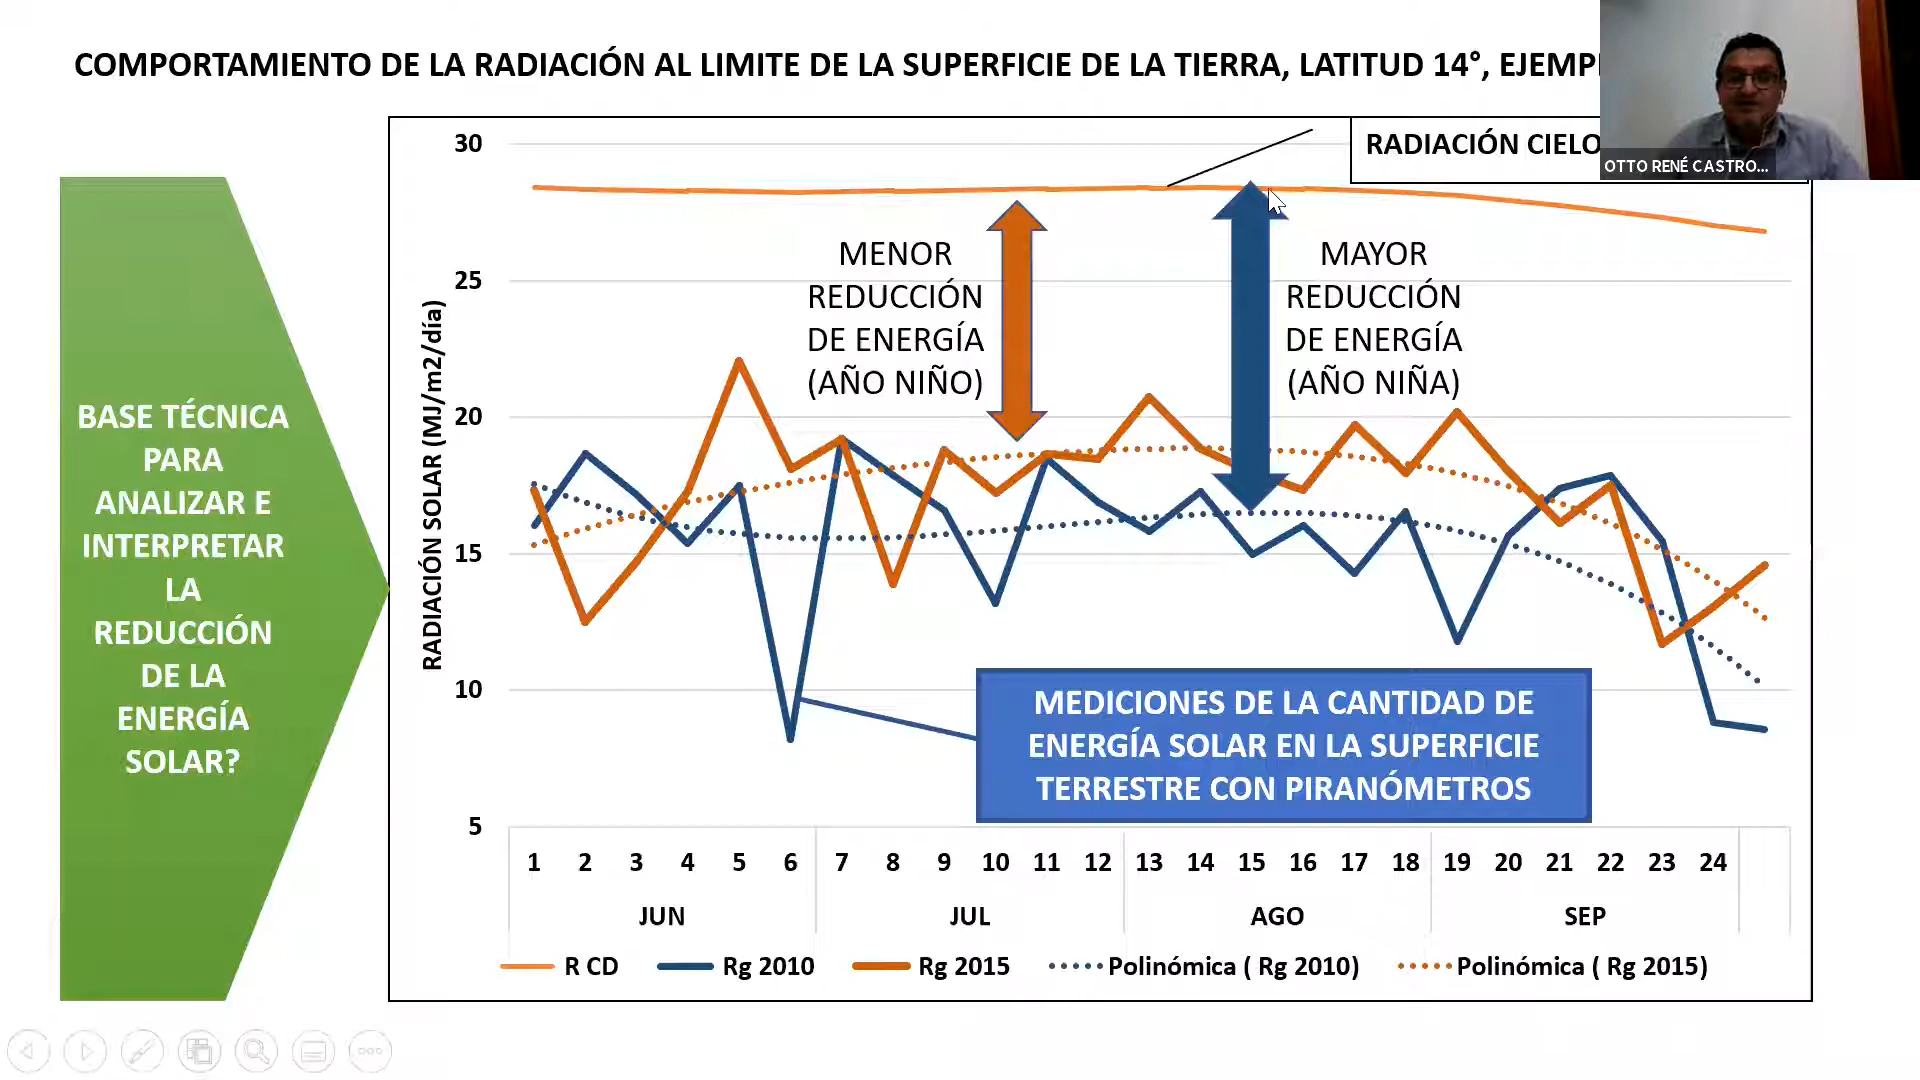 COMPORTAMIENTO DE LA RADIACIÓN AL LIMITE DE LA SUPERFICIE DE LA TIERRA, LATITUD 14°,
OTTO RENÉ CASTRO...
BASE TÉCNICA
PARA
ANALIZAR E
INTERPRETAR
LA
REDUCCIÓN
DE LA
ENERGÍA
SOLAR?
RADIACIÓN CIELO
MENOR
REDUCCIÓN
DE ENERGÍA
(AÑO NIÑO)
MAYOR
REDUCCIÓN
DE ENERGÍA
(AÑO NIÑA)
MEDICIONES DE LA CANTIDAD DE
ENERGÍA SOLAR EN LA SUPERFICIE
TERRESTRE CON PIRANÓMETROS
RADIACIÓN SOLAR (MJ/m2/día)
30
25
20
15
10
5
1 2 3 4 5 6 7 8 9 10 11 12 13 14 15 16 17 18 19 20 21 22 23 24
JUN JUL AGO SEP
R CD Rg 2010 Rg 2015 Polinómica ( Rg 2010) Polinómica ( Rg 2015)